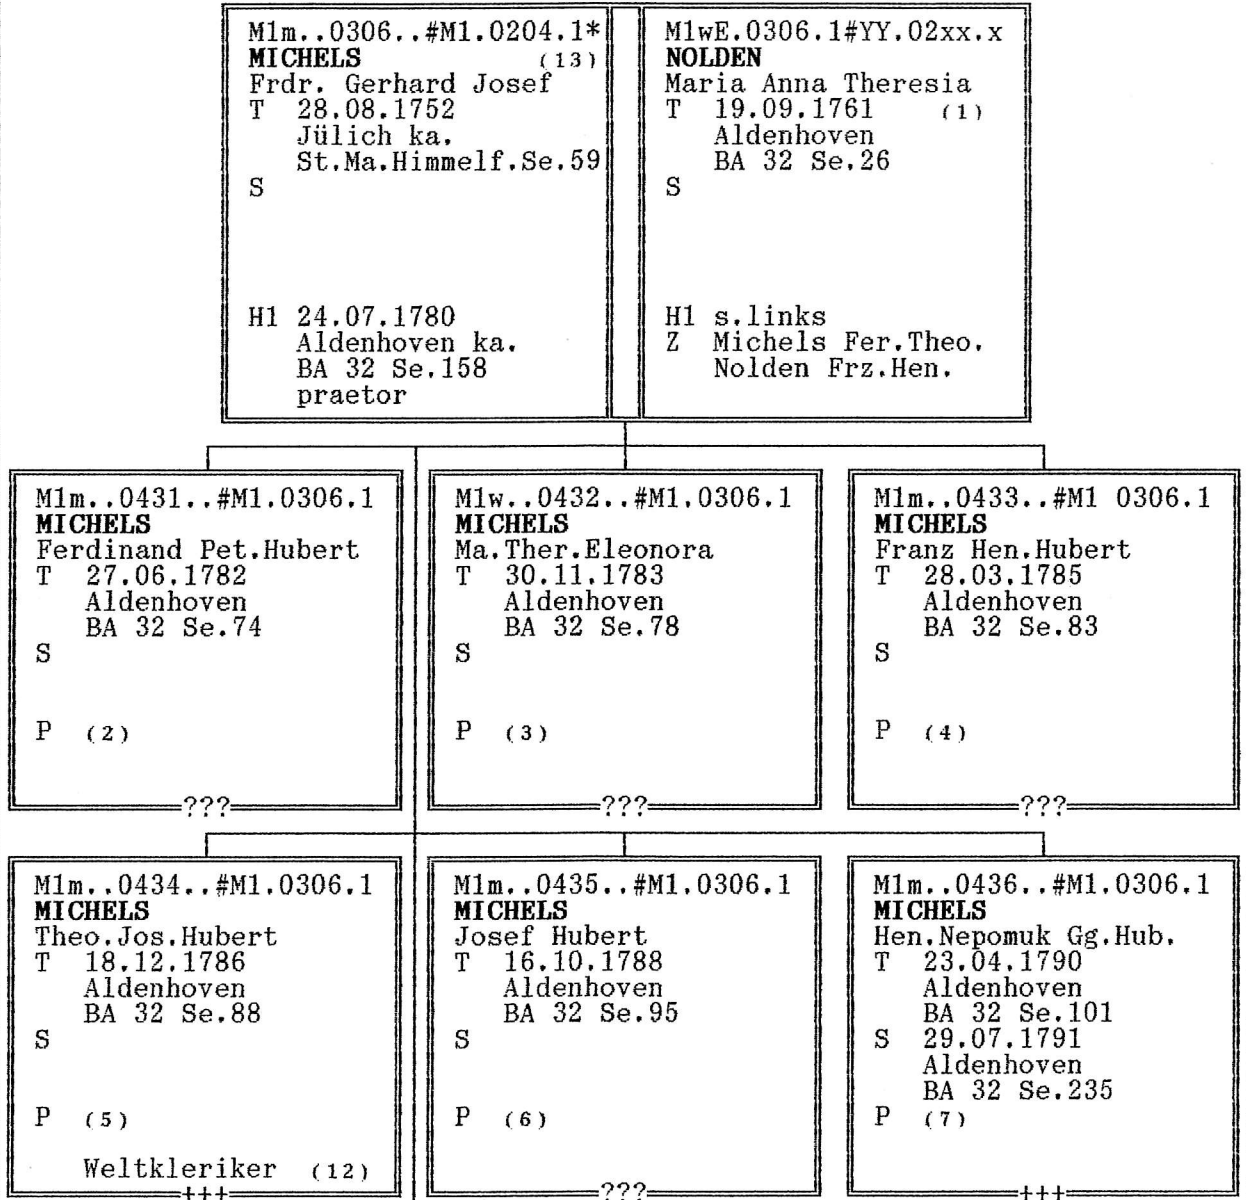 M1m..0306..#M1.0204.1*
MICHELS (13)
Frdr. Gerhard Josef
T 28.08.1752
Jülich ka.
St.Ma.Himmelf.Se.59
S
H1 24.07.1780
Aldenhoven ka.
BA 32 Se.158
praetor
M1wE.0306.1#YY.02xx.x
NOLDEN
Maria Anna Theresia
T 19.09.1761 (1)
Aldenhoven
BA 32 Se.26
S
H1 s.links
Z Michels Fer.Theo.
Nolden Frz.Hen.
M1m..0431..#M1.0306.1
MICHELS
Ferdinand Pet.Hubert
T 27.06.1782
Aldenhoven
BA 32 Se.74
S
P (2)
???
M1w..0432..#M1.0306.1
MICHELS
Ma.Ther.Eleonora
T 30.11.1783
Aldenhoven
BA 32 Se.78
S
P (3)
???
M1m..0433..#M1 0306.1
MICHELS
Franz Hen.Hubert
T 28.03.1785
Aldenhoven
BA 32 Se.83
S
P (4)
???
M1m..0434..#M1.0306.1
MICHELS
Theo.Jos.Hubert
T 18.12.1786
Aldenhoven
BA 32 Se.88
S
P (5)
Weltkleriker (12)
+++
M1m..0435..#M1.0306.1
MICHELS
Josef Hubert
T 16.10.1788
Aldenhoven
BA 32 Se.95
S
P (6)
???
M1m..0436..#M1.0306.1
MICHELS
Hen.Nepomuk Gg.Hub.
T 23.04.1790
Aldenhoven
BA 32 Se.101
S 29.07.1791
Aldenhoven
BA 32 Se.235
P (7)
+++